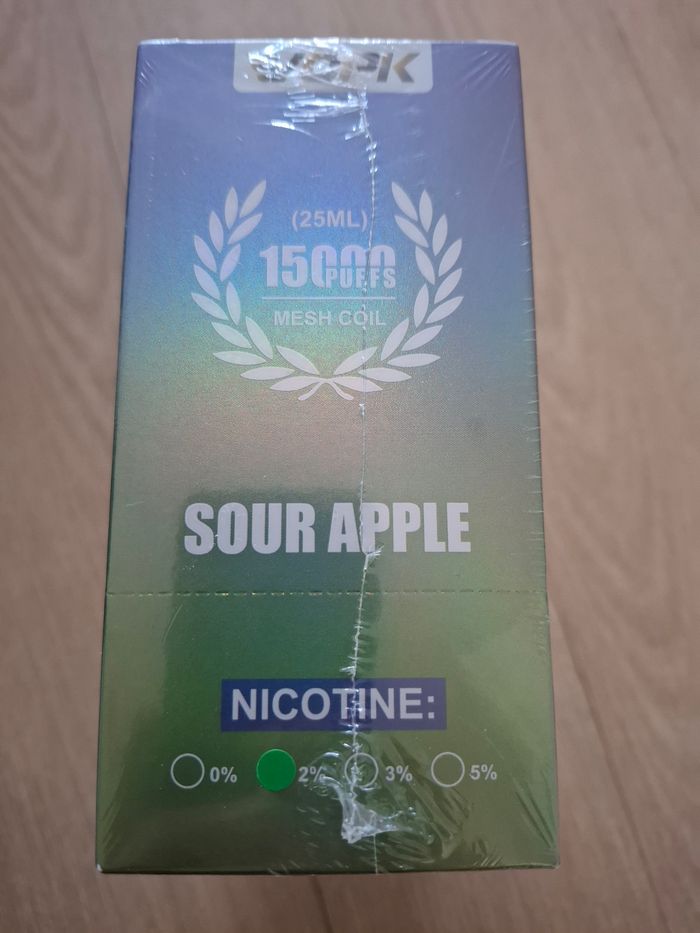 (25ML)
15000
PUFFS
MESH COIL
SOUR APPLE
NICOTINE:
0% 2% 3% 5%